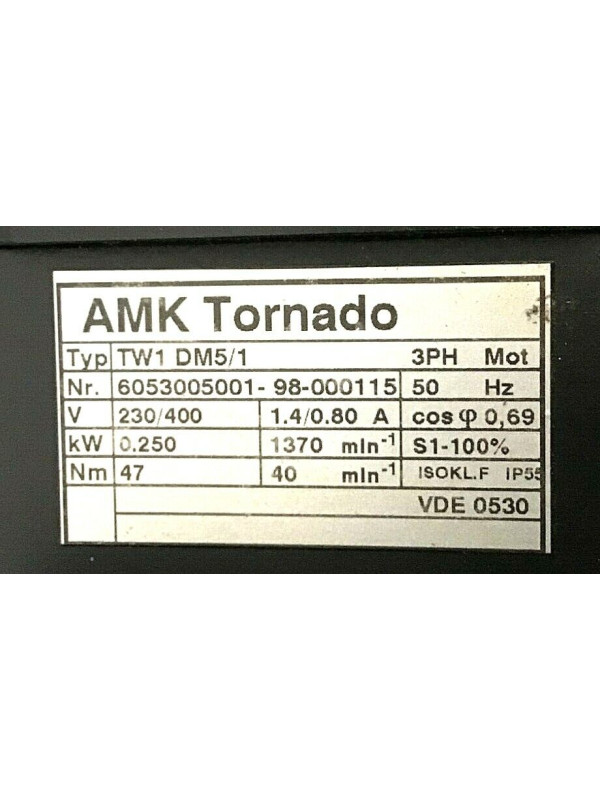 AMK Tornado
Typ TW1 DM5/1 3PH Mot
Nr. 6053005001-98-000115 50 Hz
V 230/400 1.4/0.80 A cos φ 0,69
kW 0.250 1370 min-1 S1-100%
Nm 47 40 min-1 ISOKL.F IP55
VDE 0530